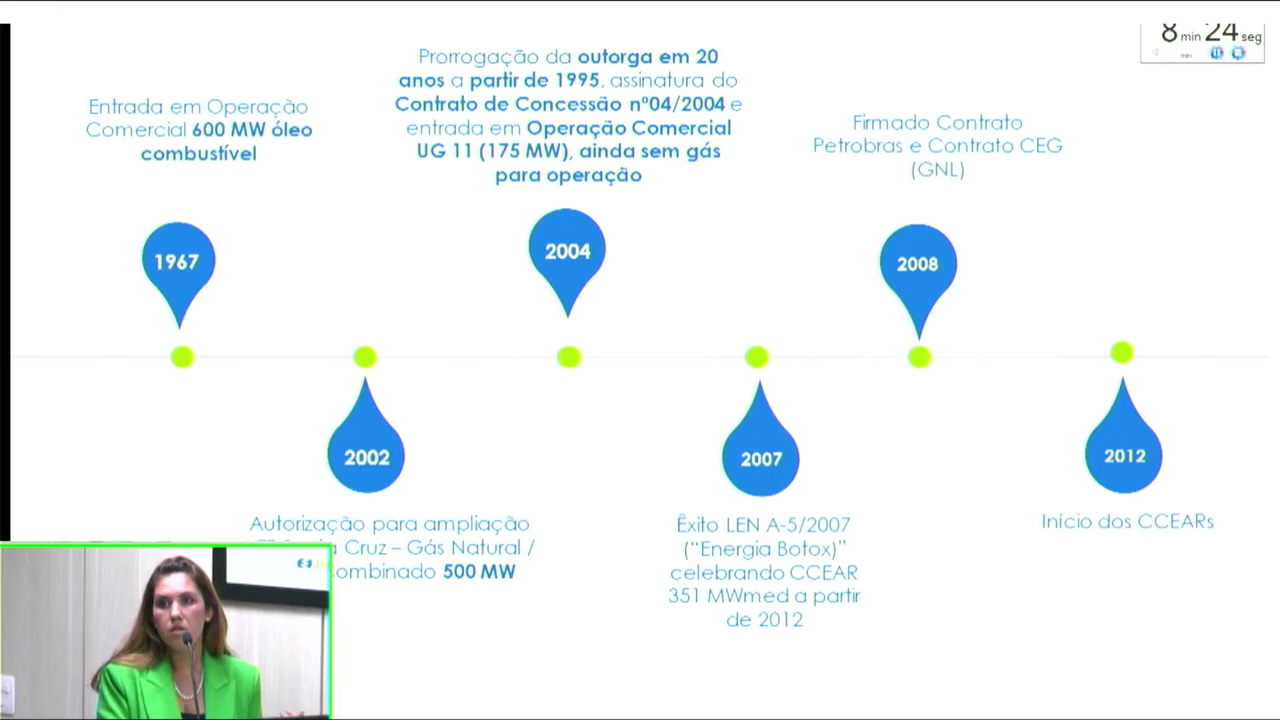 8 min 24 seg
10 min
Entrada em Operação
Comercial 600 MW óleo
combustível
Prorrogação da outorga em 20
anos a partir de 1995, assinatura do
Contrato de Concessão nº04/2004 e
entrada em Operação Comercial
UG 11 (175 MW), ainda sem gás
para operação
Firmado Contrato
Petrobras e Contrato CEG
(GNL)
1967
2004
2008
2002
2007
2012
Autorização para ampliação
Cruz – Gás Natural /
ombinado 500 MW
Êxito LEN A-5/2007
(“Energia Botox)”
celebrando CCEAR
351 MWmed a partir
de 2012
Início dos CCEARs